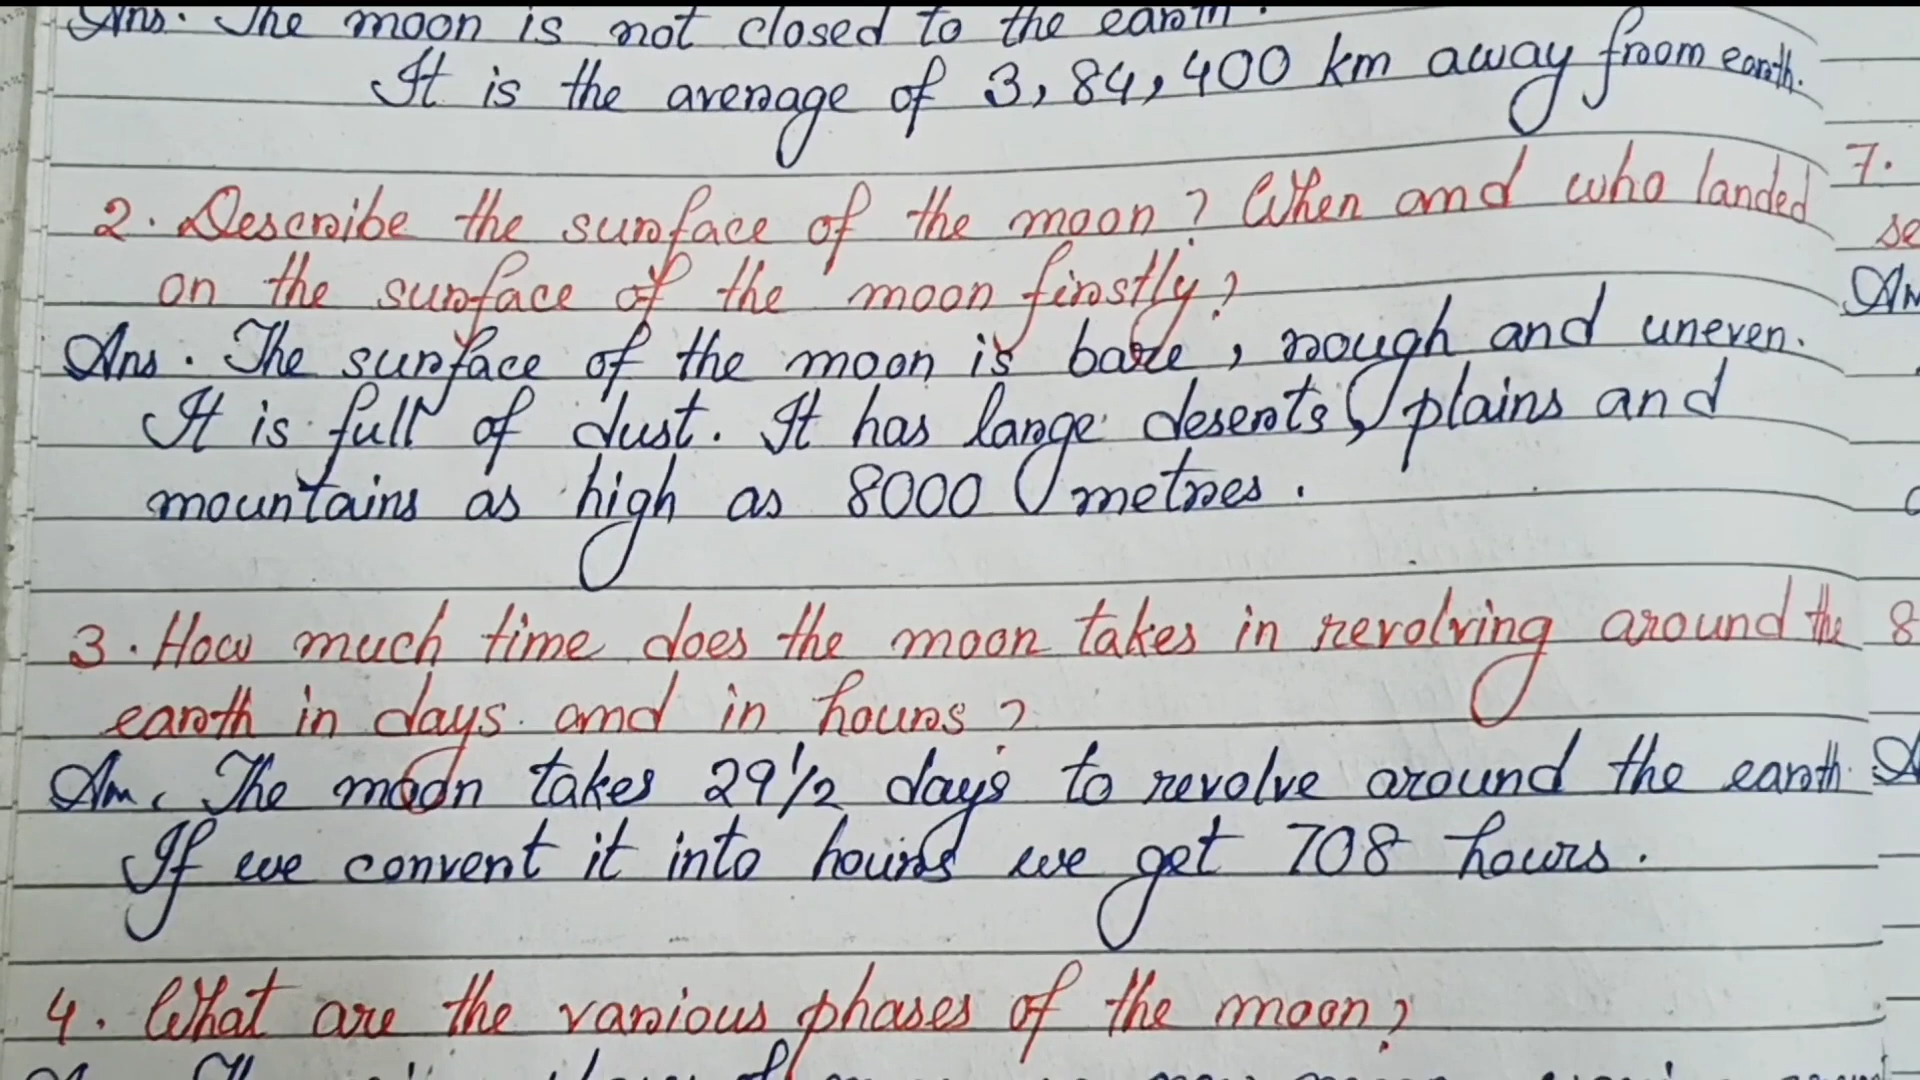 Ans. The moon is not closed to the earth.
It is the average of 3,84,400 km away from earth.
2. Describe the surface of the moon? When and who landed
on the surface of the moon firstly?
Ans. The surface of the moon is bare, rough and uneven.
It is full of dust. It has large deserts, plains and
mountains as high as 8000 metres.
3. How much time does the moon takes in revolving around the
earth in days and in hours?
Ans. The moon takes 29 1/2 days to revolve around the earth.
If we convert it into hours we get 708 hours.
4. What are the various phases of the moon?
7.
8